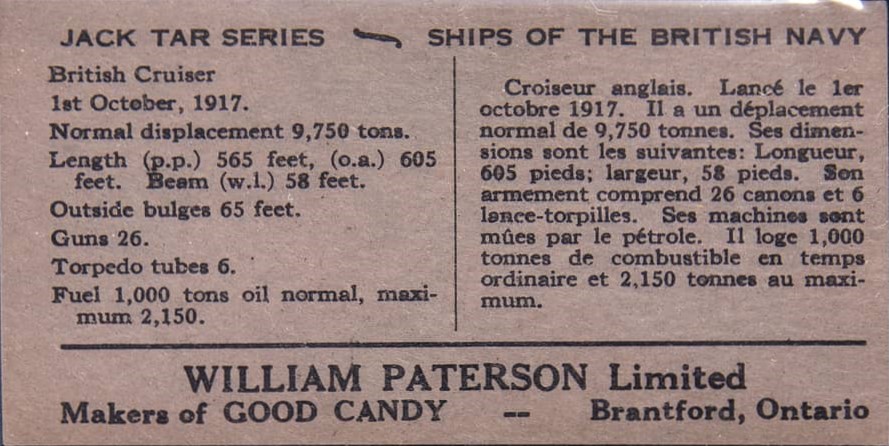 JACK TAR SERIES — SHIPS OF THE BRITISH NAVY
British Cruiser
1st October, 1917.
Normal displacement 9,750 tons.
Length (p.p.) 565 feet, (o.a.) 605
feet. Beam (w.l.) 58 feet.
Outside bulges 65 feet.
Guns 26.
Torpedo tubes 6.
Fuel 1,000 tons oil normal, maxi-
mum 2,150.
Croiseur anglais. Lancé le 1er
octobre 1917. Il a un déplacement
normal de 9,750 tonnes. Ses dimen-
sions sont les suivantes: Longueur,
605 pieds; largeur, 58 pieds. Son
armement comprend 26 canons et 6
lance-torpilles. Ses machines sont
mûes par le pétrole. Il loge 1,000
tonnes de combustible en temps
ordinaire et 2,150 tonnes au maxi-
mum.
WILLIAM PATERSON Limited
Makers of GOOD CANDY -- Brantford, Ontario